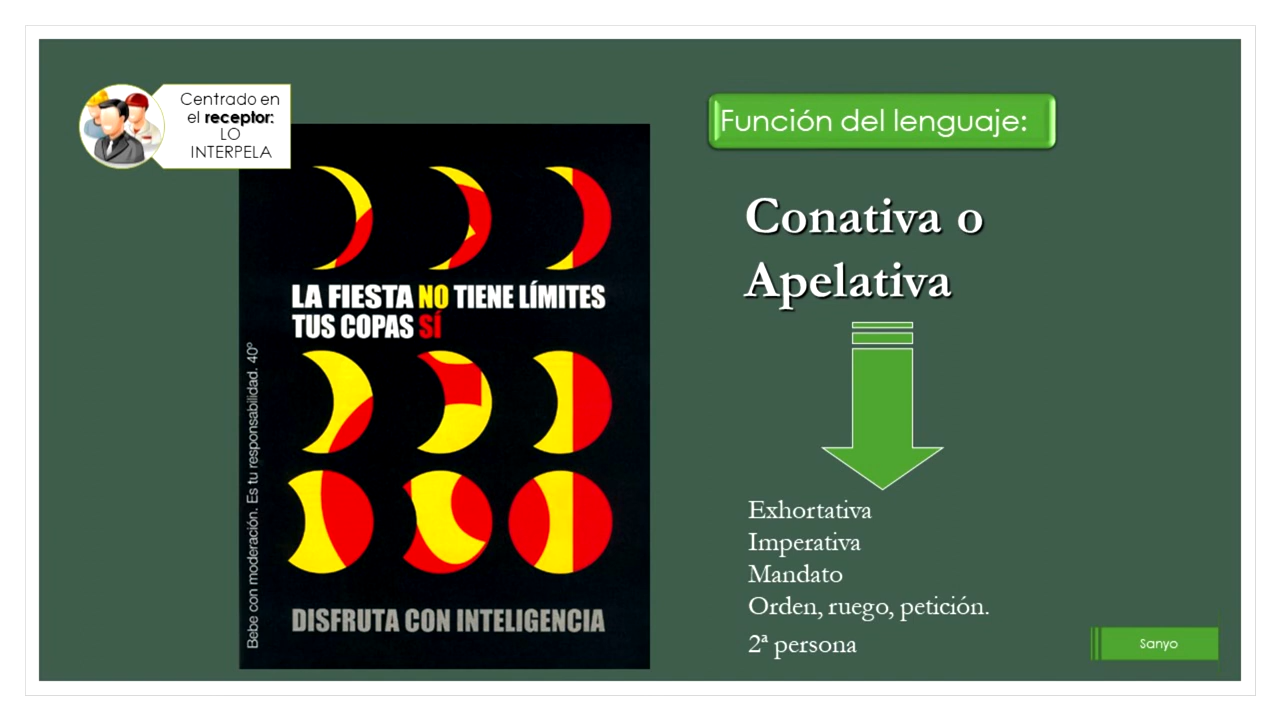 Centrado en
el receptor:
LO
INTERPELA
Función del lenguaje:
Conativa o
Apelativa
LA FIESTA NO TIENE LÍMITES
TUS COPAS SÍ
Bebe con moderación. Es tu responsabilidad. 40º
DISFRUTA CON INTELIGENCIA
Exhortativa
Imperativa
Mandato
Orden, ruego, petición.
2ª persona
Sanyo